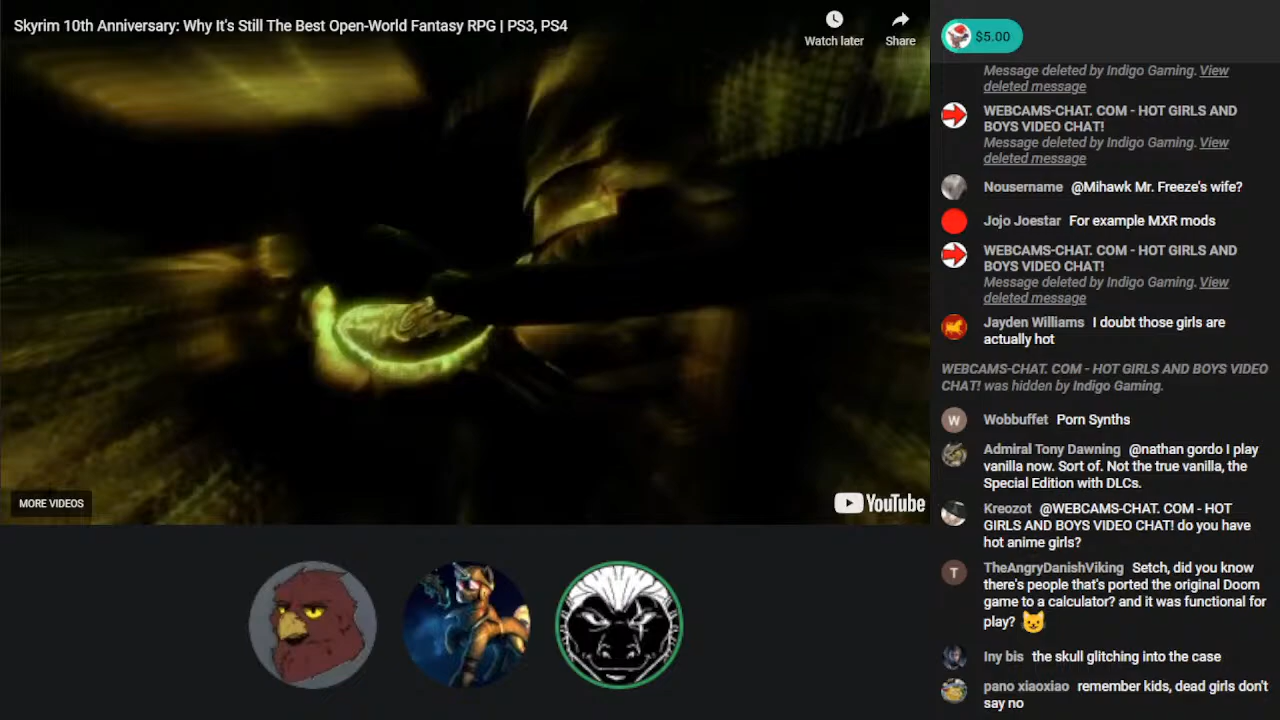 Skyrim 10th Anniversary: Why It's Still The Best Open-World Fantasy RPG | PS3, PS4
Watch later
Share
MORE VIDEOS
YouTube
$5.00
Message deleted by Indigo Gaming. View
deleted message
WEBCAMS-CHAT. COM - HOT GIRLS AND
BOYS VIDEO CHAT!
Message deleted by Indigo Gaming. View
deleted message
Nousername @Mihawk Mr. Freeze's wife?
Jojo Joestar For example MXR mods
WEBCAMS-CHAT. COM - HOT GIRLS AND
BOYS VIDEO CHAT!
Message deleted by Indigo Gaming. View
deleted message
Jayden Williams I doubt those girls are
actually hot
WEBCAMS-CHAT. COM - HOT GIRLS AND BOYS VIDEO
CHAT! was hidden by Indigo Gaming.
W Wobbuffet Porn Synths
Admiral Tony Dawning @nathan gordo I play
vanilla now. Sort of. Not the true vanilla, the
Special Edition with DLCs.
Kreozot @WEBCAMS-CHAT. COM - HOT
GIRLS AND BOYS VIDEO CHAT! do you have
hot anime girls?
T TheAngryDanishViking Setch, did you know
there's people that's ported the original Doom
game to a calculator? and it was functional for
play?
Iny bis the skull glitching into the case
pano xiaoxiao remember kids, dead girls don't
say no